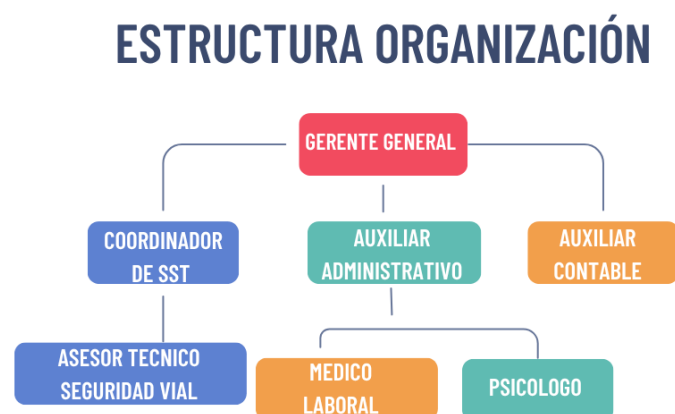 ESTRUCTURA ORGANIZACIÓN
GERENTE GENERAL
COORDINADOR
DE SST
AUXILIAR
ADMINISTRATIVO
AUXILIAR
CONTABLE
ASESOR TECNICO
SEGURIDAD VIAL
MEDICO
LABORAL
PSICOLOGO